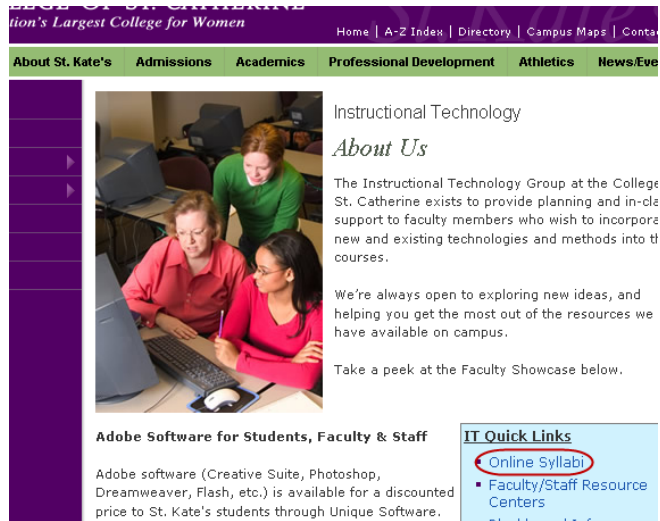 LEGE OF ST. CATHERINE
tion's Largest College for Women
Home | A-Z Index | Directory | Campus Maps | Contac
About St. Kate's Admissions Academics Professional Development Athletics News/Eve
Instructional Technology
About Us
The Instructional Technology Group at the College
St. Catherine exists to provide planning and in-cla
support to faculty members who wish to incorpora
new and existing technologies and methods into th
courses.
We're always open to exploring new ideas, and
helping you get the most out of the resources we
have available on campus.
Take a peek at the Faculty Showcase below.
Adobe Software for Students, Faculty & Staff
Adobe software (Creative Suite, Photoshop,
Dreamweaver, Flash, etc.) is available for a discounted
price to St. Kate's students through Unique Software.
IT Quick Links
Online Syllabi
Faculty/Staff Resource
Centers